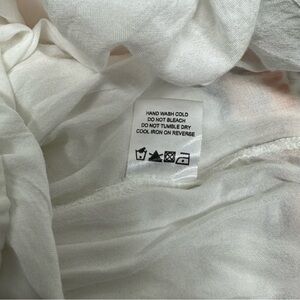 HAND WASH COLD
DO NOT BLEACH
DO NOT TUMBLE DRY
COOL IRON ON REVERSE